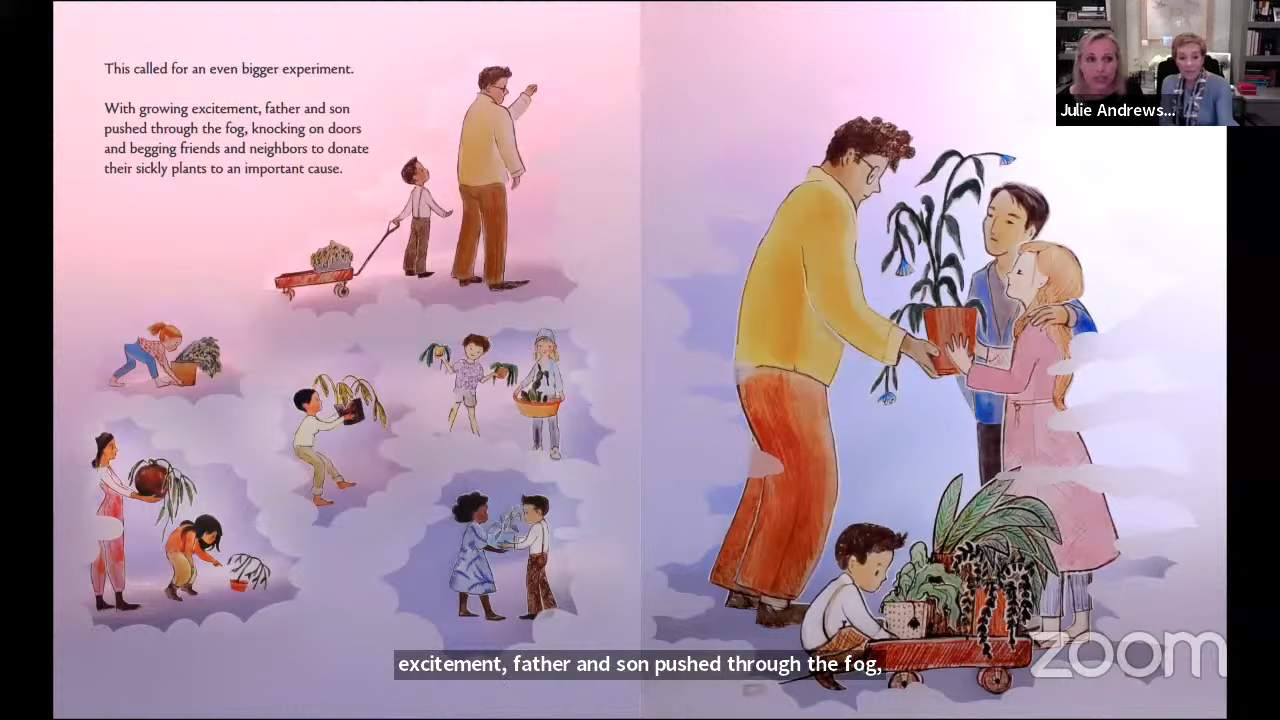 This called for an even bigger experiment.
With growing excitement, father and son
pushed through the fog, knocking on doors
and begging friends and neighbors to donate
their sickly plants to an important cause.
Julie Andrews...
excitement, father and son pushed through the fog,
zoom